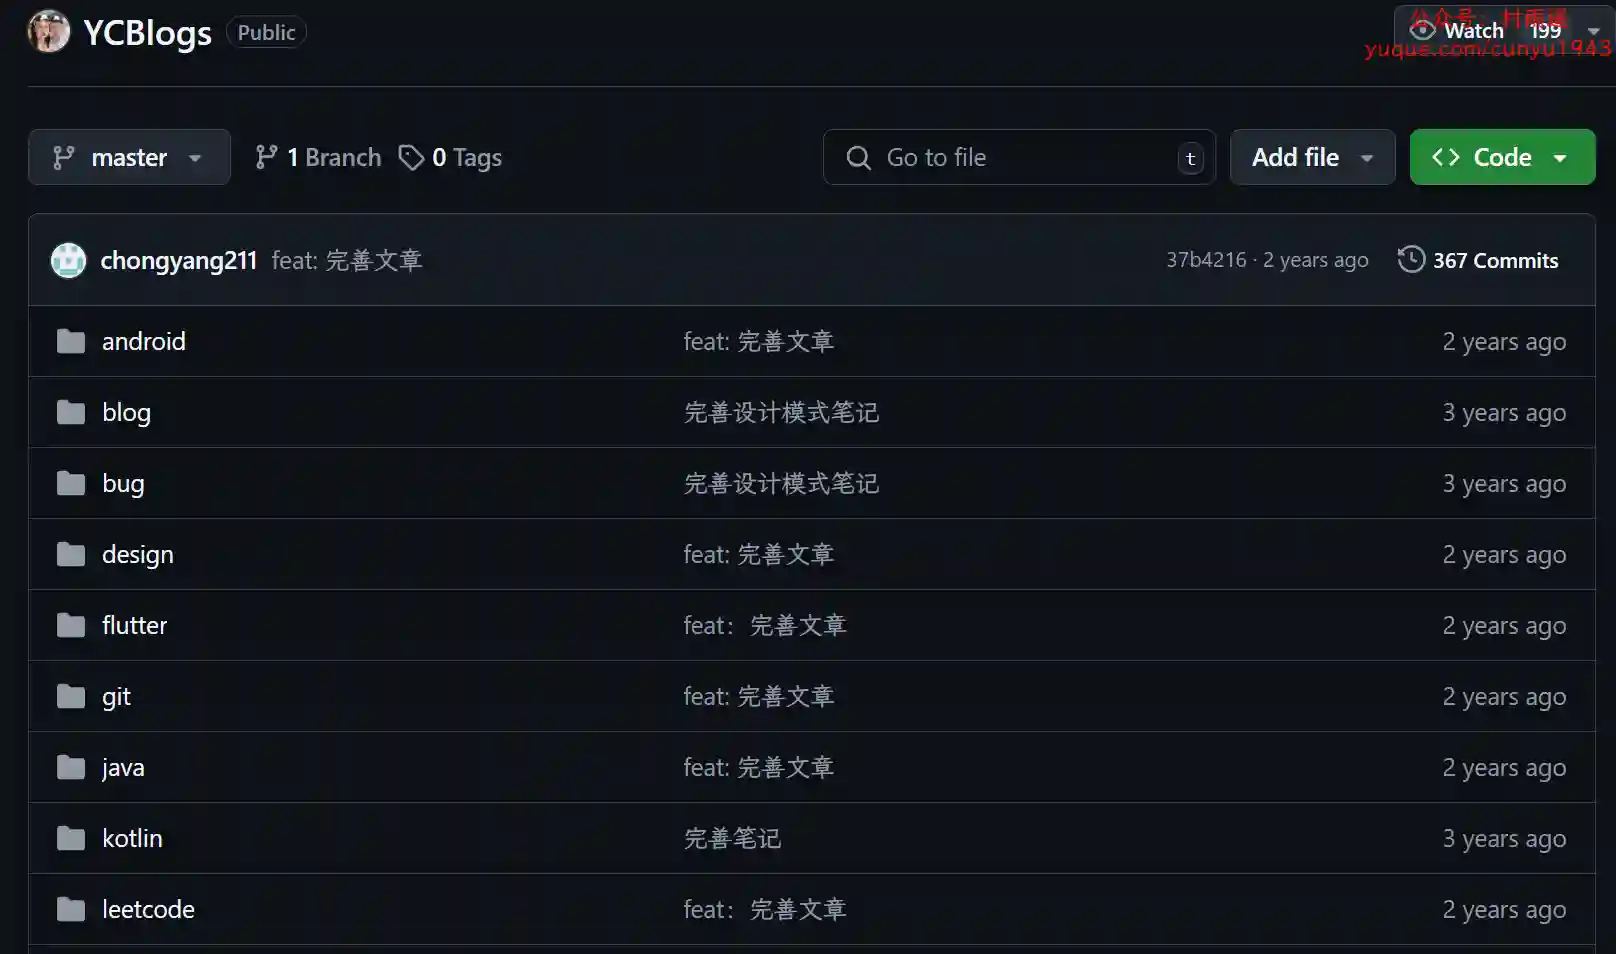 YCBlogs Public
Watch 199
公众号：村雨遥
yuque.com/cunyu1943
master 1 Branch 0 Tags Go to file t Add file Code
chongyang211 feat: 完善文章 37b4216 · 2 years ago 367 Commits
android feat: 完善文章 2 years ago
blog 完善设计模式笔记 3 years ago
bug 完善设计模式笔记 3 years ago
design feat: 完善文章 2 years ago
flutter feat：完善文章 2 years ago
git feat: 完善文章 2 years ago
java feat: 完善文章 2 years ago
kotlin 完善笔记 3 years ago
leetcode feat：完善文章 2 years ago